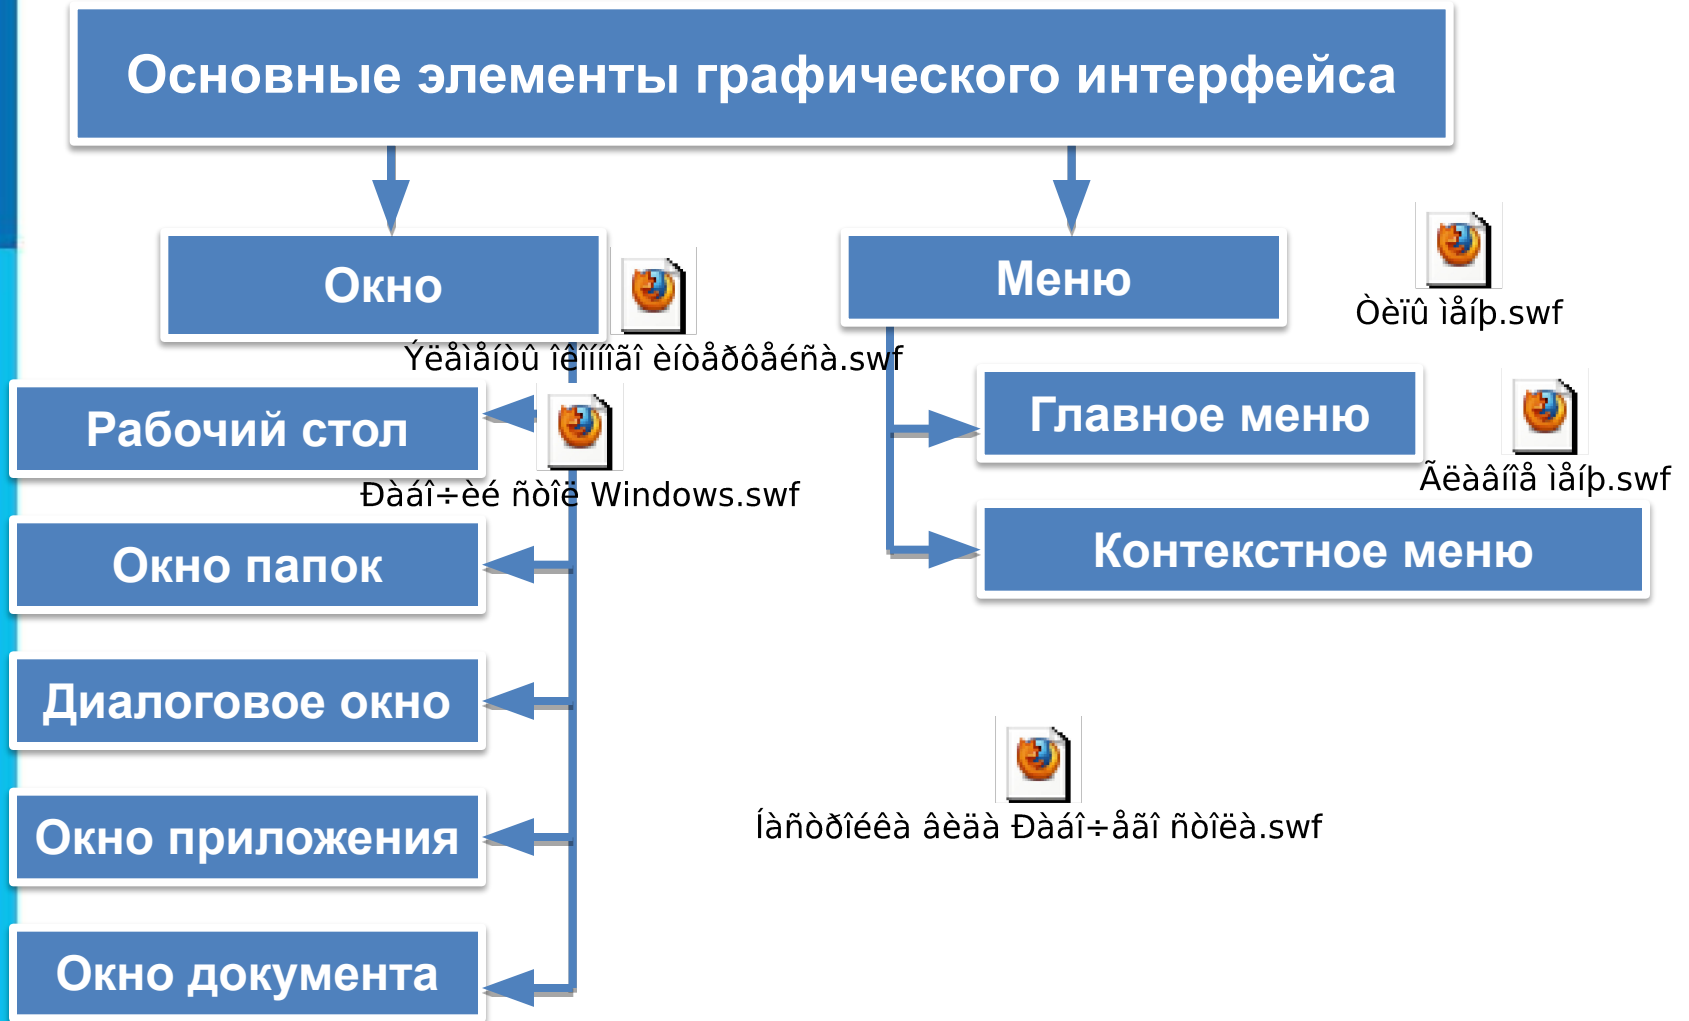 Основные элементы графического интерфейса
Окно
Меню
Òèïû ìåíþ.swf
Ýëåìåíòû îêîííîãî èíòåðôåéñà.swf
Рабочий стол
Главное меню
Ðàáî÷èé ñòîë Windows.swf
Ãëàâíîå ìåíþ.swf
Окно папок
Контекстное меню
Диалоговое окно
Окно приложения
Íàñòðîéêà âèäà Ðàáî÷åãî ñòîëà.swf
Окно документа